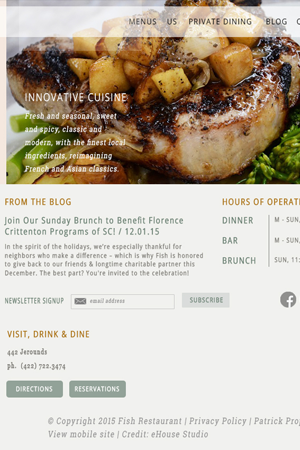 MENUS US PRIVATE DINING BLOG
INNOVATIVE CUISINE
Fresh and seasonal, sweet
and spicy, classic and
modern, with the finest local
ingredients, reimagining
French and Asian classics.
FROM THE BLOG
Join Our Sunday Brunch to Benefit Florence
Crittenton Programs of SC! / 12.01.15
In the spirit of the holidays, we're especially thankful for
neighbors who make a difference – which is why Fish is honored
to give back to our friends & longtime charitable partner this
December. The best part? You're invited to the celebration!
HOURS OF OPERAT
DINNER M - SUN,
BAR M - SUN,
BRUNCH SUN, 11:
NEWSLETTER SIGNUP email address SUBSCRIBE
VISIT, DRINK & DINE
442 Jerounds
ph. (422) 722.3474
DIRECTIONS RESERVATIONS
© Copyright 2015 Fish Restaurant | Privacy Policy | Patrick Pro
View mobile site | Credit: eHouse Studio